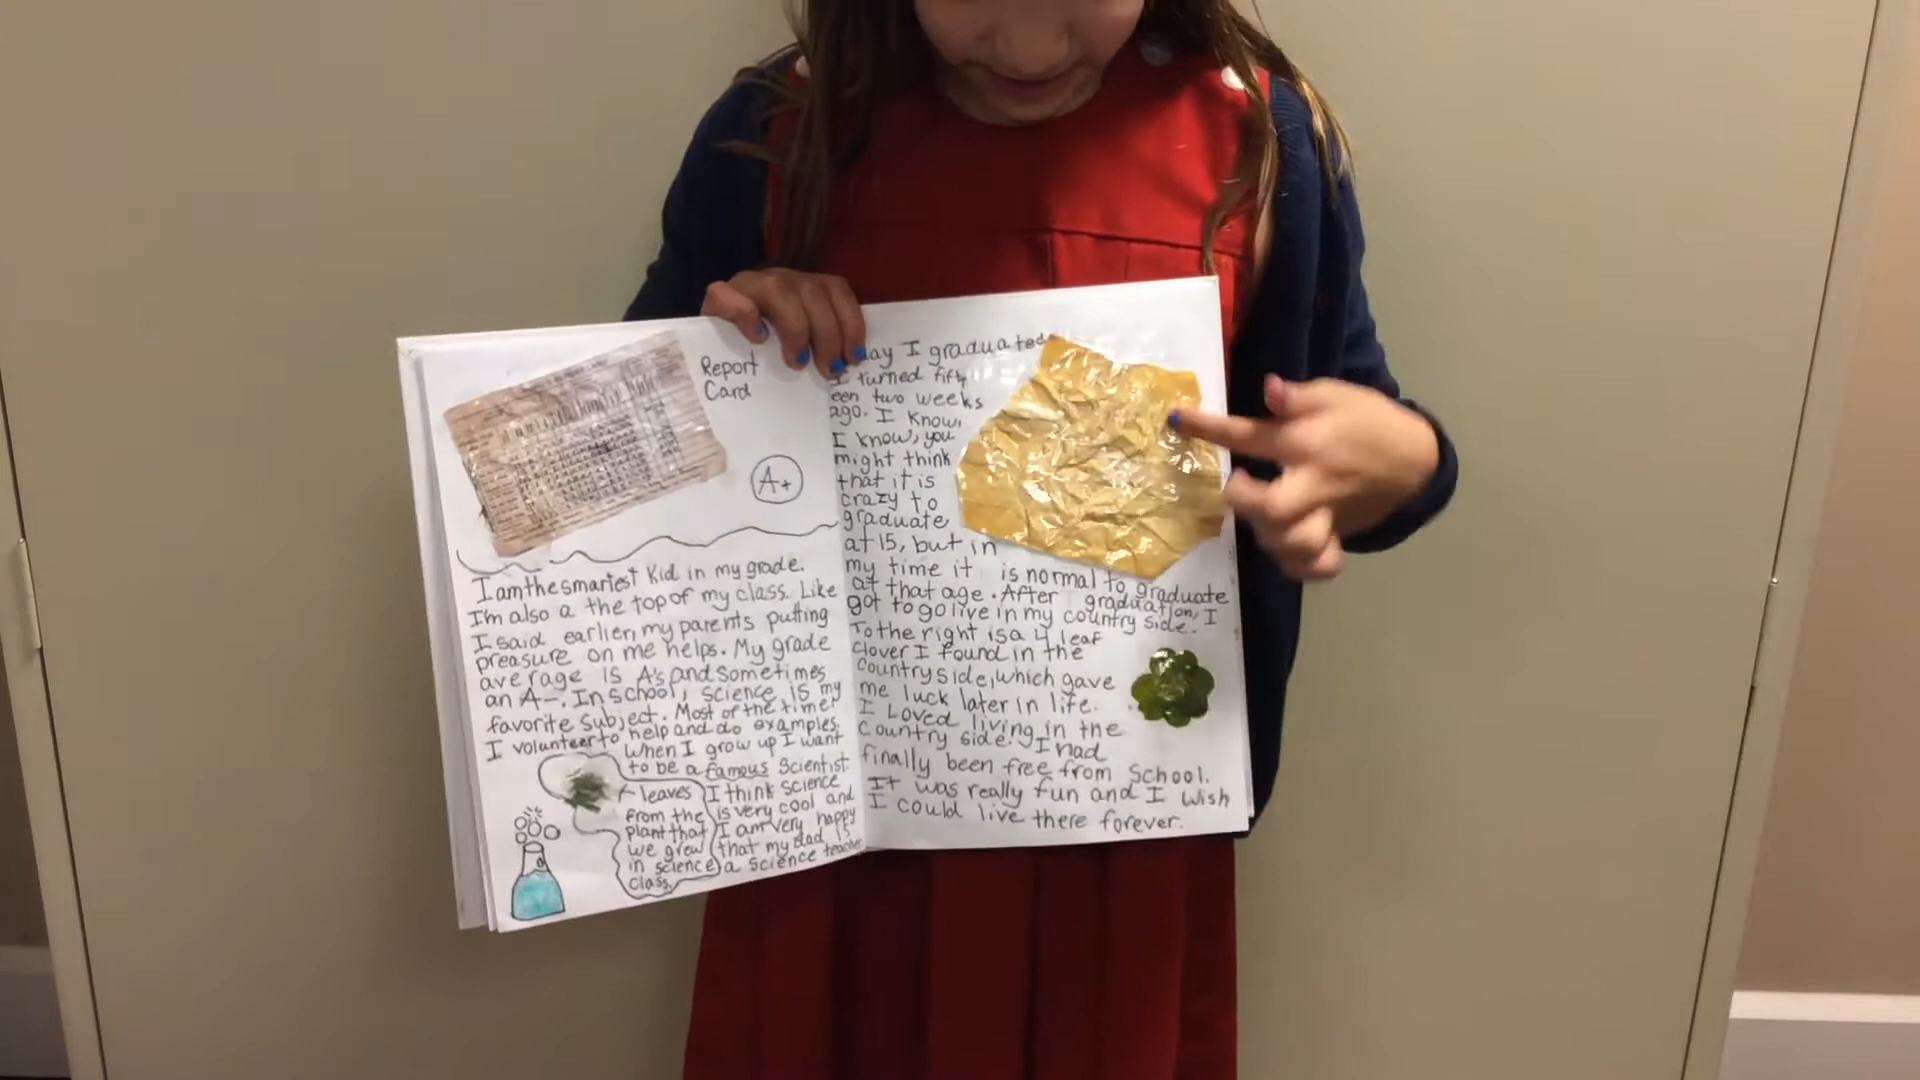 Report
Card
A+
I am the smartest Kid in my grade.
I'm also a the top of my class. Like
I said earlier, my parents putting
preasure on me helps. My grade
average is A's and sometimes
an A-. In school, science is my
favorite subject. Most of the time
I volunteer to help and do examples.
When I grow up I want
to be a famous Scientist.
I think science
is very cool and
I am very happy
that my dad is
a science teacher
leaves
from the
plant that
we grew
in science
class.
day I graduated
I turned fift
een two weeks
ago. I know,
I know, you
might think
that it is
crazy to
graduate
at 15, but in
my time it is normal to graduate
at that age. After graduation, I
got to go live in my country side.
To the right is a 4 leaf
clover I found in the
country side, which gave
me luck later in life.
I Loved living in the
Country side. I had
finally been free from School.
It was really fun and I wish
I could live there forever.